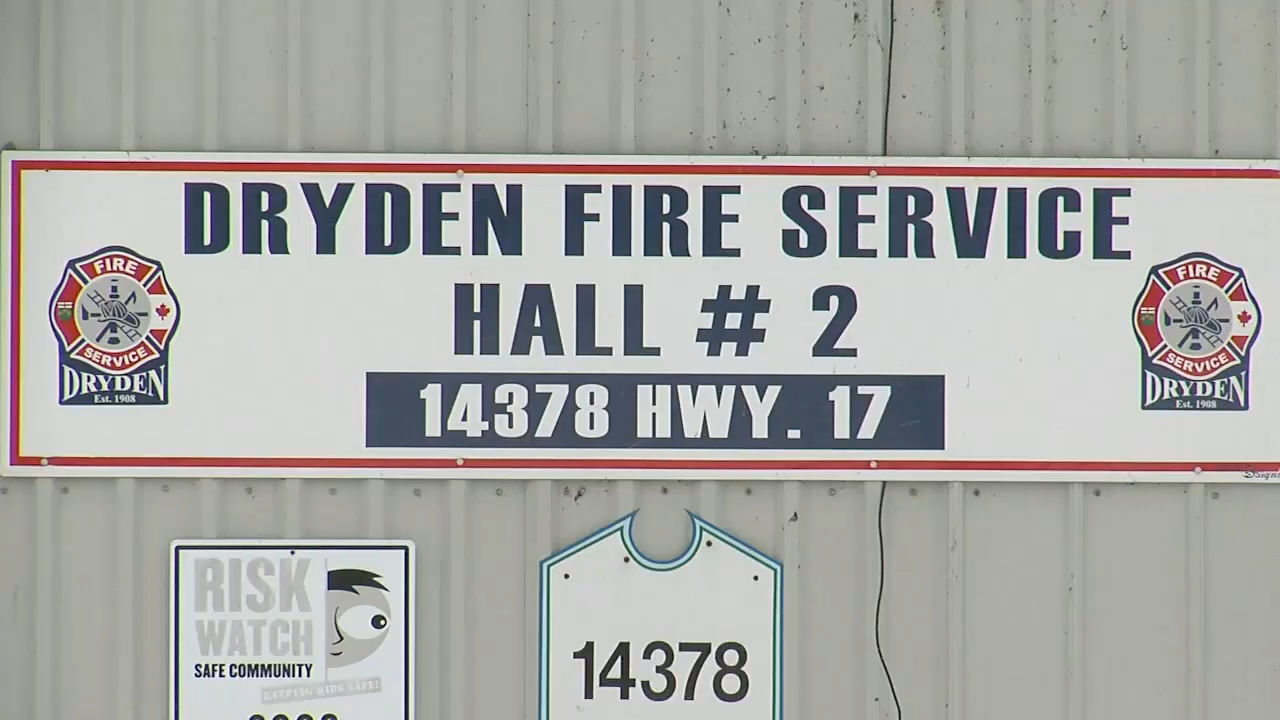 DRYDEN FIRE SERVICE
HALL # 2
14378 HWY. 17
FIRE
SERVICE
DRYDEN
Est. 1908
FIRE
SERVICE
DRYDEN
Est. 1908
RISK
WATCH
SAFE COMMUNITY
KEEPING KIDS SAFE!
14378